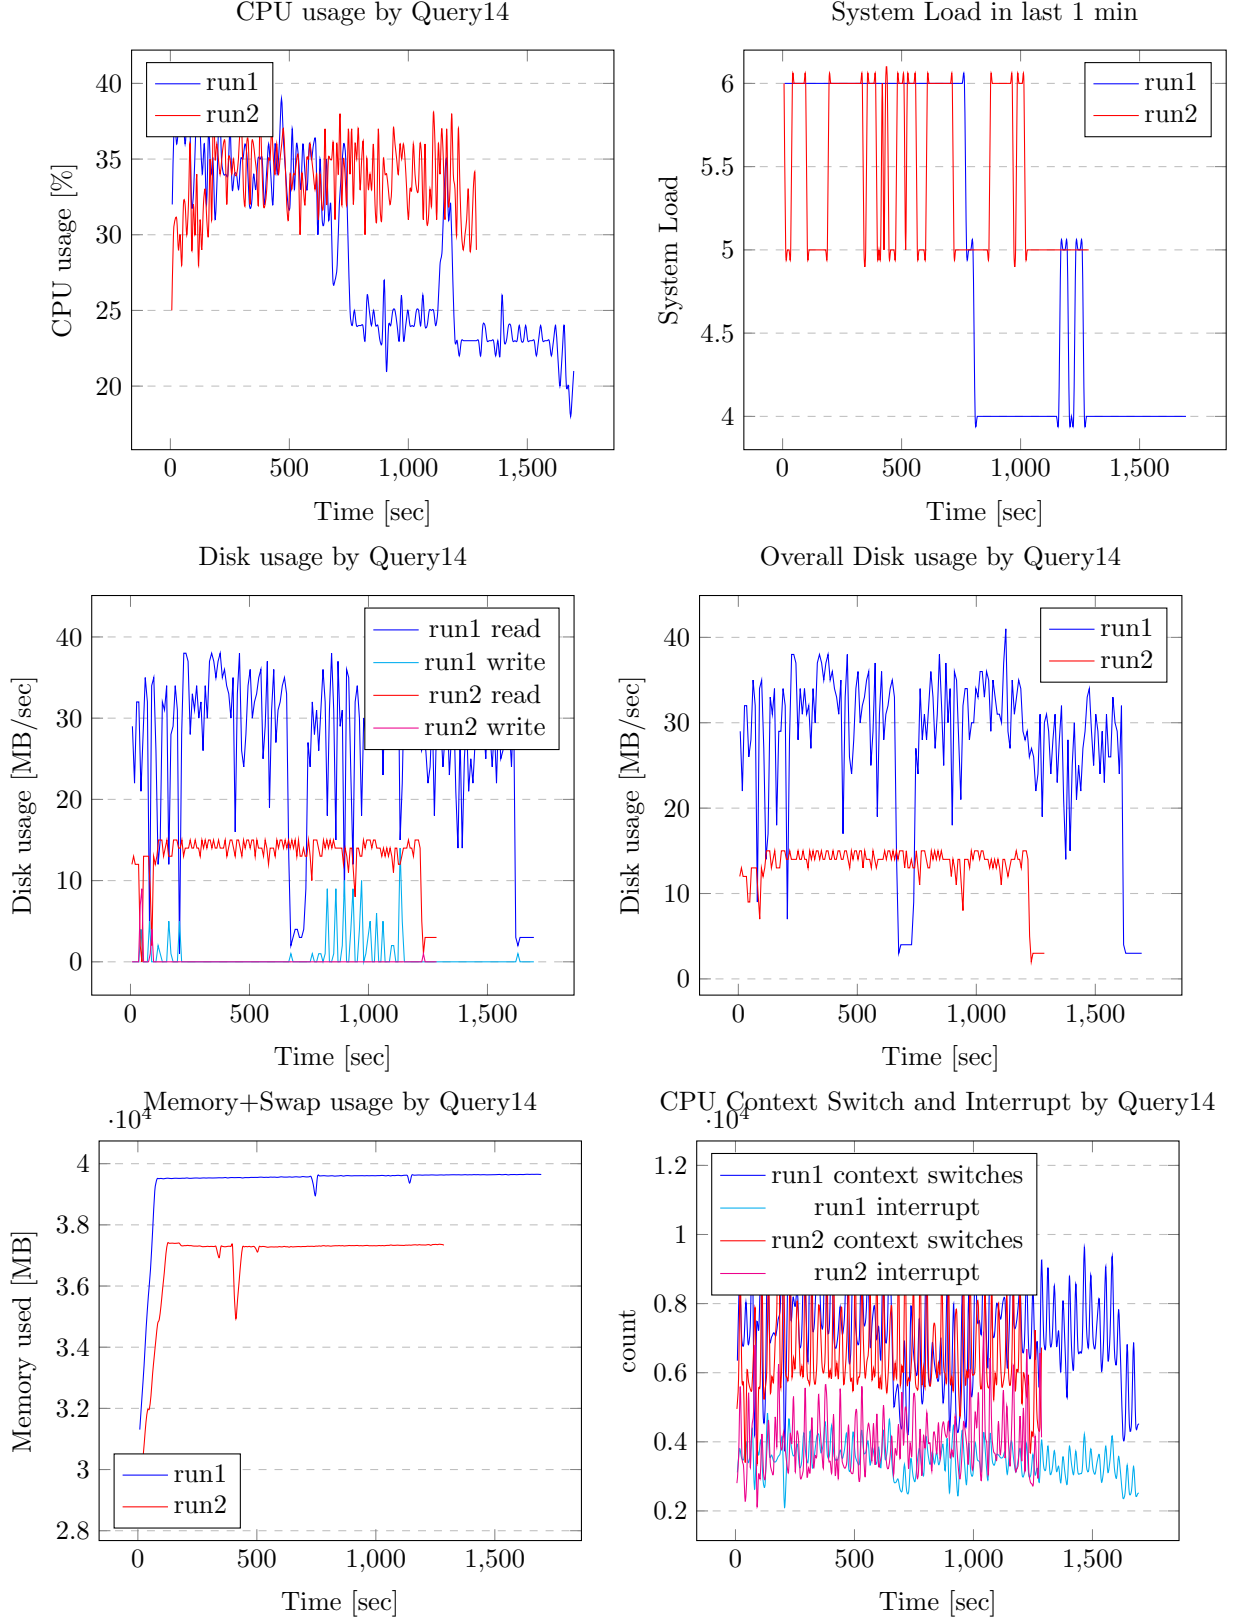 CPU usage by Query14
40
35
30
25
20
0
500
1,000
1,500
CPU usage [%]
Time [sec]
run1
run2
System Load in last 1 min
6
5.5
5
4.5
4
0
500
1,000
1,500
System Load
Time [sec]
run1
run2
Disk usage by Query14
40
30
20
10
0
0
500
1,000
1,500
Disk usage [MB/sec]
Time [sec]
run1 read
run1 write
run2 read
run2 write
Overall Disk usage by Query14
40
30
20
10
0
0
500
1,000
1,500
Disk usage [MB/sec]
Time [sec]
run1
run2
Memory+Swap usage by Query14
·10⁴
4
3.8
3.6
3.4
3.2
3
2.8
0
500
1,000
1,500
Memory used [MB]
Time [sec]
run1
run2
CPU Context Switch and Interrupt by Query14
·10⁴
1.2
1
0.8
0.6
0.4
0.2
0
500
1,000
1,500
count
Time [sec]
run1 context switches
run1 interrupt
run2 context switches
run2 interrupt